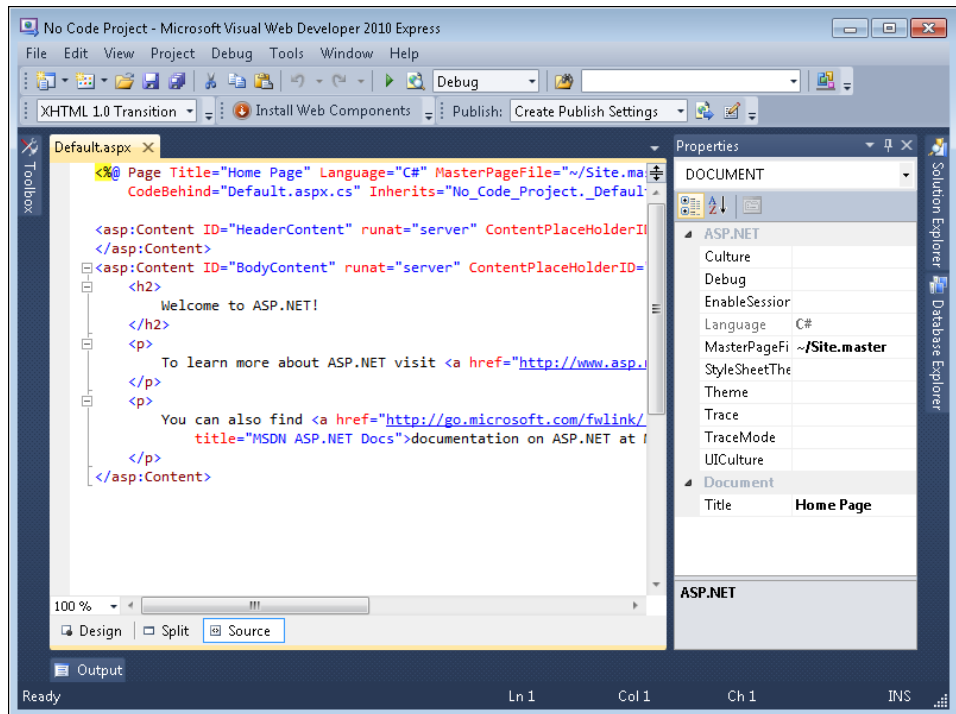 No Code Project - Microsoft Visual Web Developer 2010 Express
File Edit View Project Debug Tools Window Help
Debug
XHTML 1.0 Transition Install Web Components Publish: Create Publish Settings
Toolbox
Default.aspx
<%@ Page Title="Home Page" Language="C#" MasterPageFile="~/Site.ma
CodeBehind="Default.aspx.cs" Inherits="No_Code_Project._Defaul
<asp:Content ID="HeaderContent" runat="server" ContentPlaceHolderI
</asp:Content>
<asp:Content ID="BodyContent" runat="server" ContentPlaceHolderID=
<h2>
Welcome to ASP.NET!
</h2>
<p>
To learn more about ASP.NET visit <a href="http://www.asp.
</p>
<p>
You can also find <a href="http://go.microsoft.com/fwlink/
title="MSDN ASP.NET Docs">documentation on ASP.NET at
</p>
</asp:Content>
100 %
Design Split Source
Properties
DOCUMENT
ASP.NET
Culture
Debug
EnableSession
Language C#
MasterPageFi ~/Site.master
StyleSheetThe
Theme
Trace
TraceMode
UICulture
Document
Title Home Page
ASP.NET
Solution Explorer
Database Explorer
Output
Ready Ln 1 Col 1 Ch 1 INS